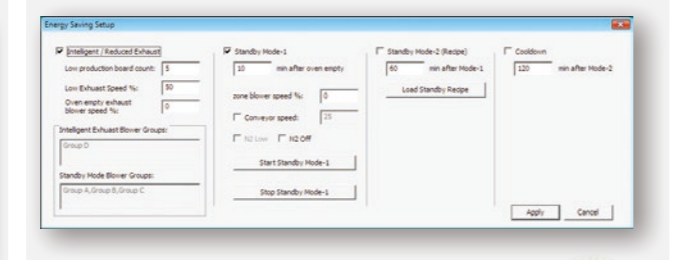 Energy Saving Setup
Intelligent / Reduced Exhaust
Low production board count: 5
Low Exhuast Speed %: 50
Oven empty exhaust
blower speed %: 0
Intelligent Exhuast Blower Groups:
Group D
Standby Mode Blower Groups:
Group A,Group B,Group C
Standby Mode-1
10 min after oven empty
zone blower speed %: 0
Conveyor speed: 25
N2 Low N2 Off
Start Standby Mode-1
Stop Standby Mode-1
Standby Mode-2 (Recipe)
60 min after Mode-1
Load Standby Recipe
Cooldown
120 min after Mode-2
Apply Cancel